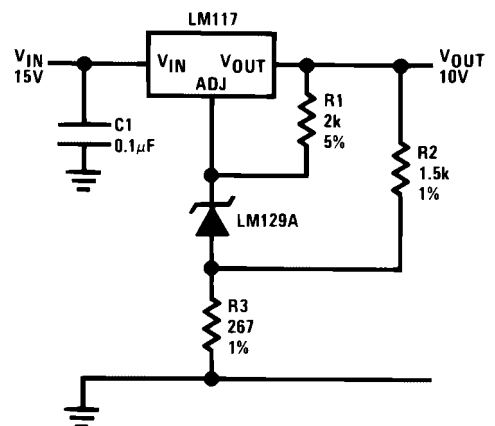 LM117
VIN
15V
VIN
VOUT
ADJ
VOUT
10V
C1
0.1μF
R1
2k
5%
R2
1.5k
1%
LM129A
R3
267
1%